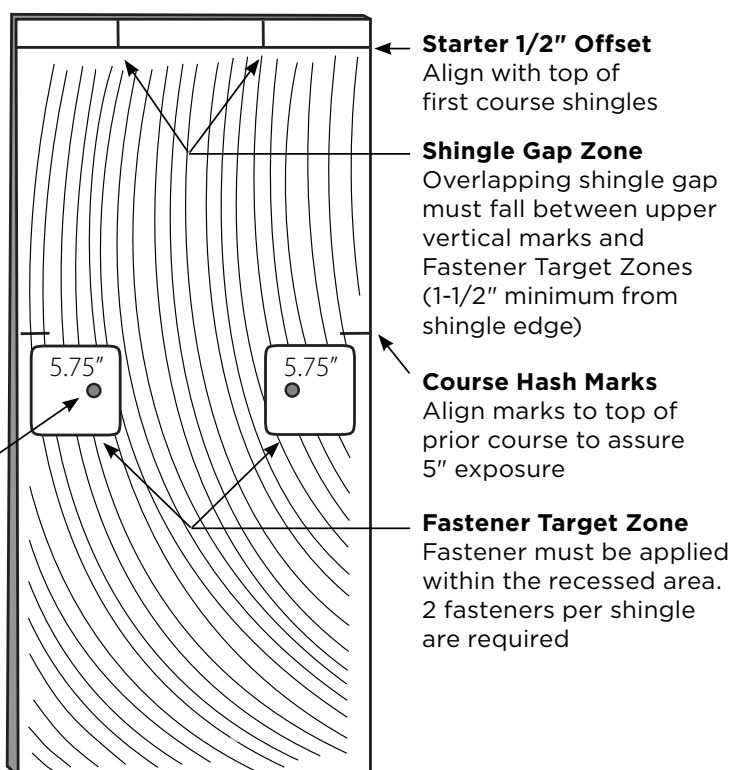 Starter 1/2" Offset
Align with top of
first course shingles
Shingle Gap Zone
Overlapping shingle gap
must fall between upper
vertical marks and
Fastener Target Zones
(1-1/2" minimum from
shingle edge)
5.75"
5.75"
Course Hash Marks
Align marks to top of
prior course to assure
5" exposure
Fastener Target Zone
Fastener must be applied
within the recessed area.
2 fasteners per shingle
are required